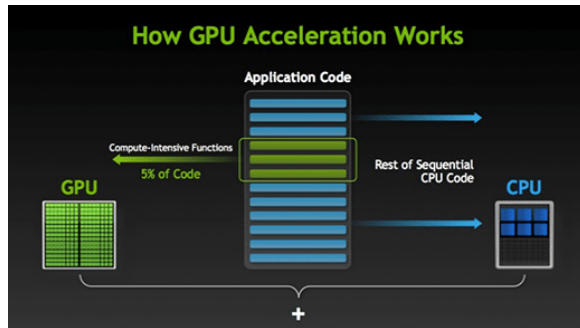 How GPU Acceleration Works
Application Code
Compute-Intensive Functions
5% of Code
Rest of Sequential
CPU Code
GPU
CPU
+